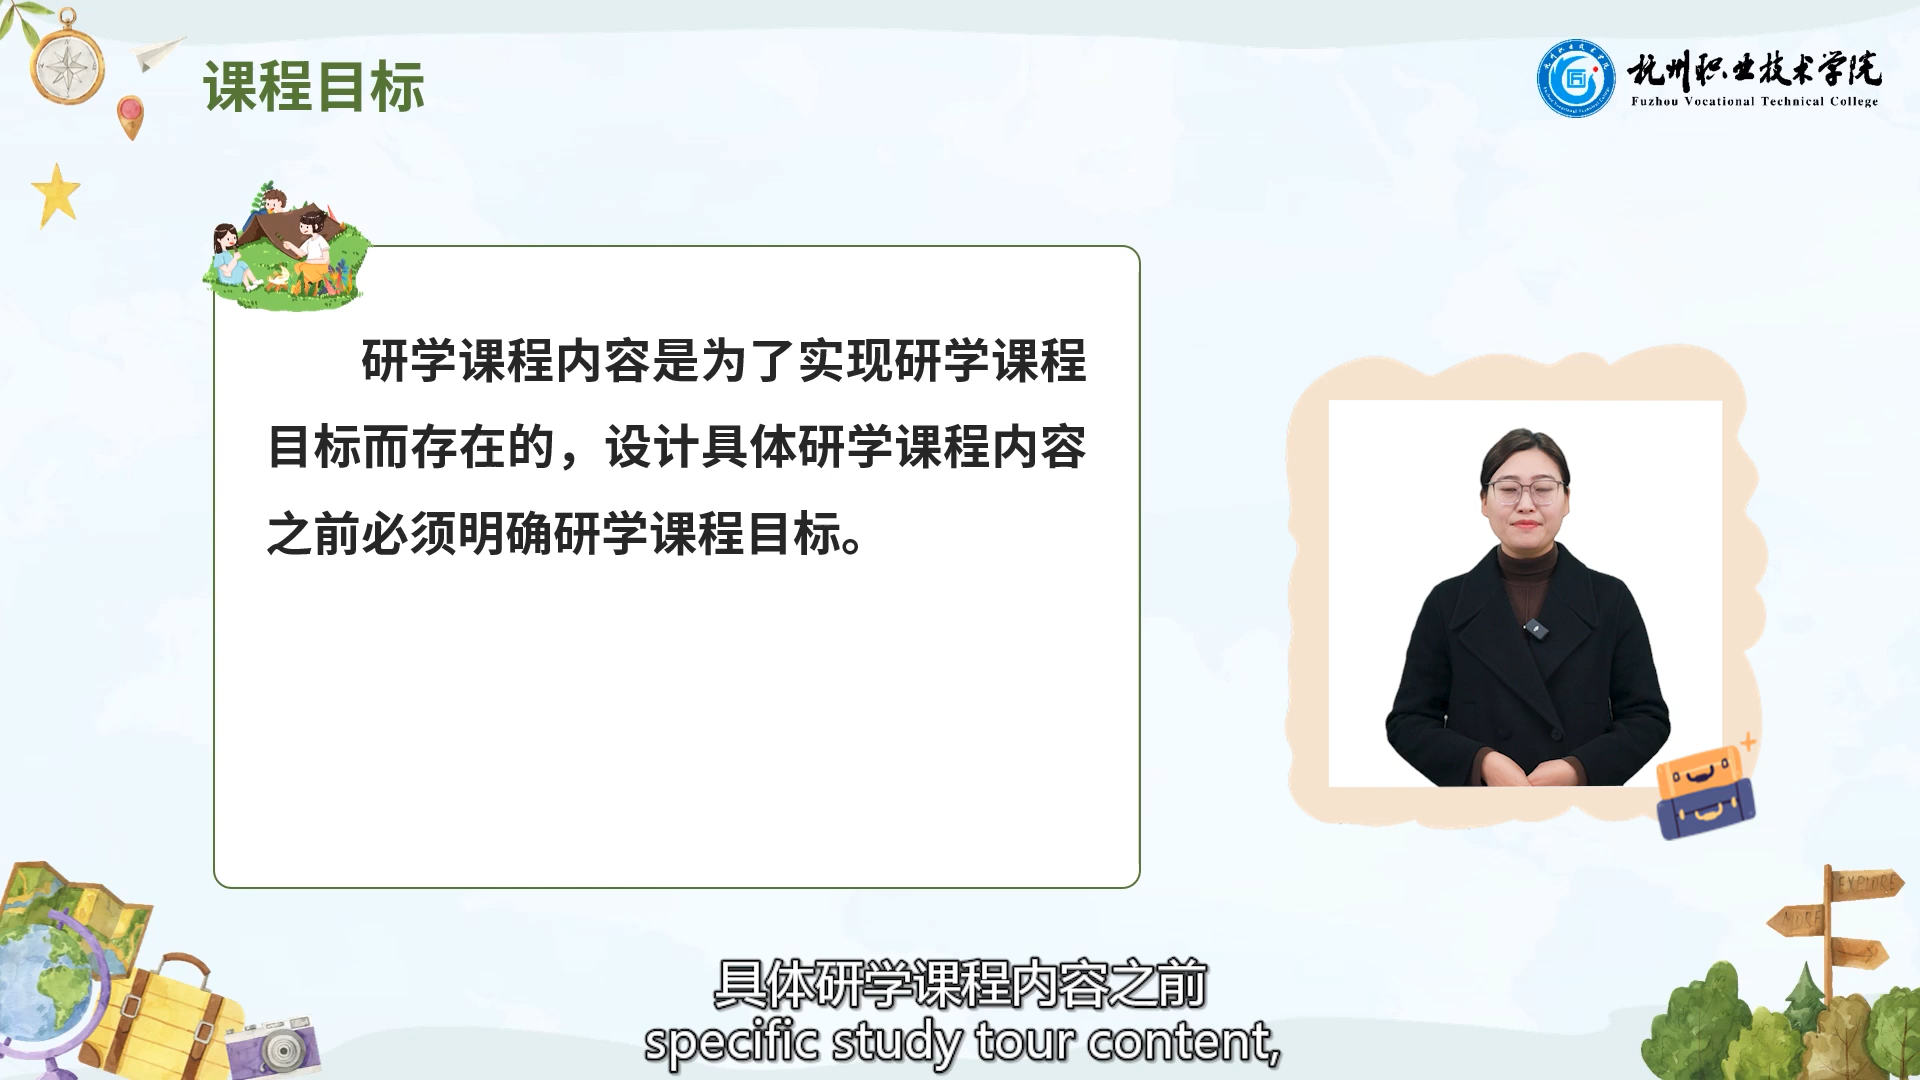 课程目标
杭州职业技术学院
Fuzhou Vocational Technical College
研学课程内容是为了实现研学课程
目标而存在的，设计具体研学课程内容
之前必须明确研学课程目标。
EXPLORE
MORE
具体研学课程内容之前
specific study tour content,